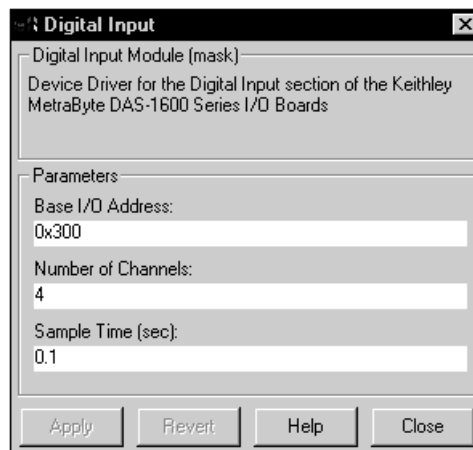 Digital Input
Digital Input Module (mask)
Device Driver for the Digital Input section of the Keithley
MetraByte DAS-1600 Series I/O Boards
Parameters
Base I/O Address:
0x300
Number of Channels:
4
Sample Time (sec):
0.1
Apply Revert Help Close